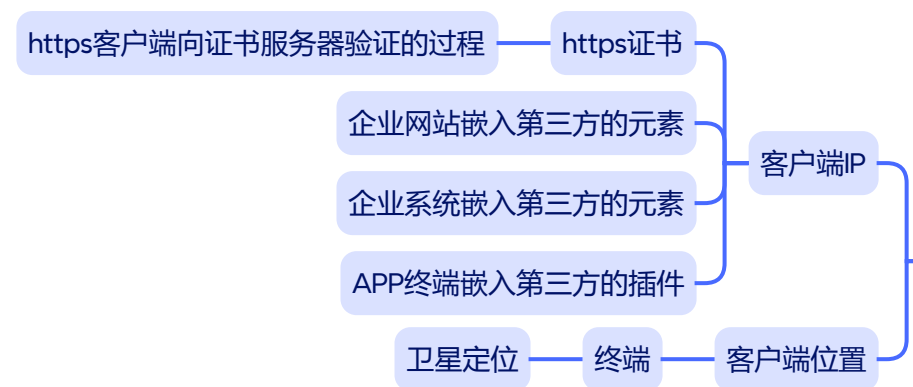 https客户端向证书服务器验证的过程
https证书
企业网站嵌入第三方的元素
客户端IP
企业系统嵌入第三方的元素
APP终端嵌入第三方的插件
卫星定位
终端
客户端位置